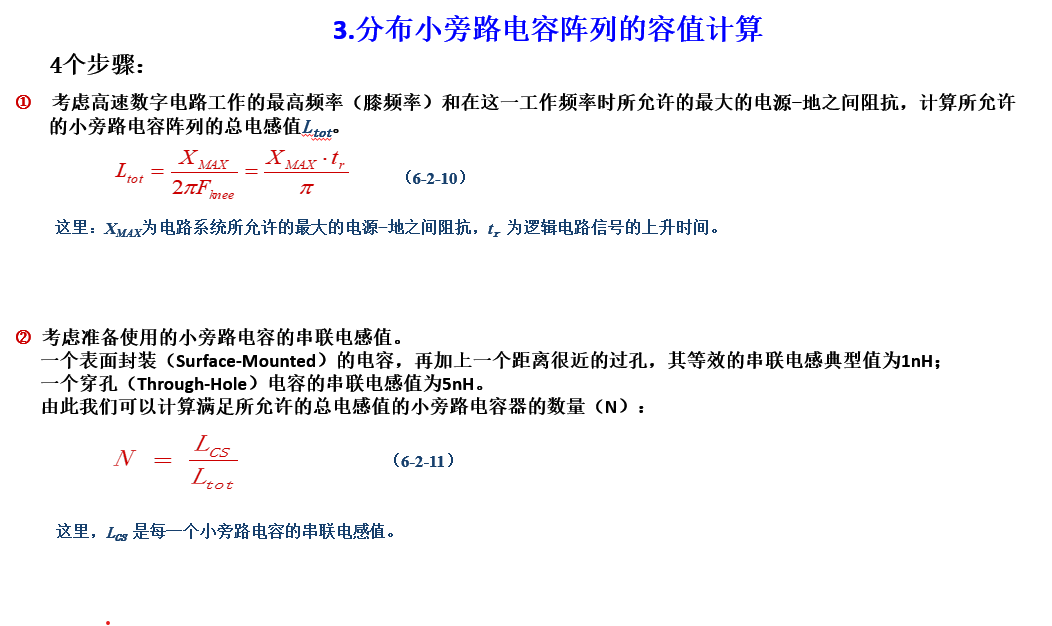 3.分布小旁路电容阵列的容值计算
4个步骤：
① 考虑高速数字电路工作的最高频率（膝频率）和在这一工作频率时所允许的最大的电源–地之间阻抗，计算所允许
的小旁路电容阵列的总电感值Ltot。
Ltot = XMAX / 2πFknee = XMAX · tr / π （6-2-10）
这里：XMAX为电路系统所允许的最大的电源–地之间阻抗，tr 为逻辑电路信号的上升时间。
② 考虑准备使用的小旁路电容的串联电感值。
一个表面封装（Surface-Mounted）的电容，再加上一个距离很近的过孔，其等效的串联电感典型值为1nH；
一个穿孔（Through-Hole）电容的串联电感值为5nH。
由此我们可以计算满足所允许的总电感值的小旁路电容器的数量（N）：
N = LCS / Ltot （6-2-11）
这里，LCS 是每一个小旁路电容的串联电感值。